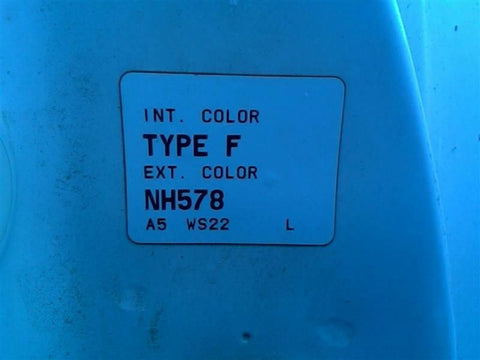 INT. COLOR
TYPE F
EXT. COLOR
NH578
A5 WS22 L